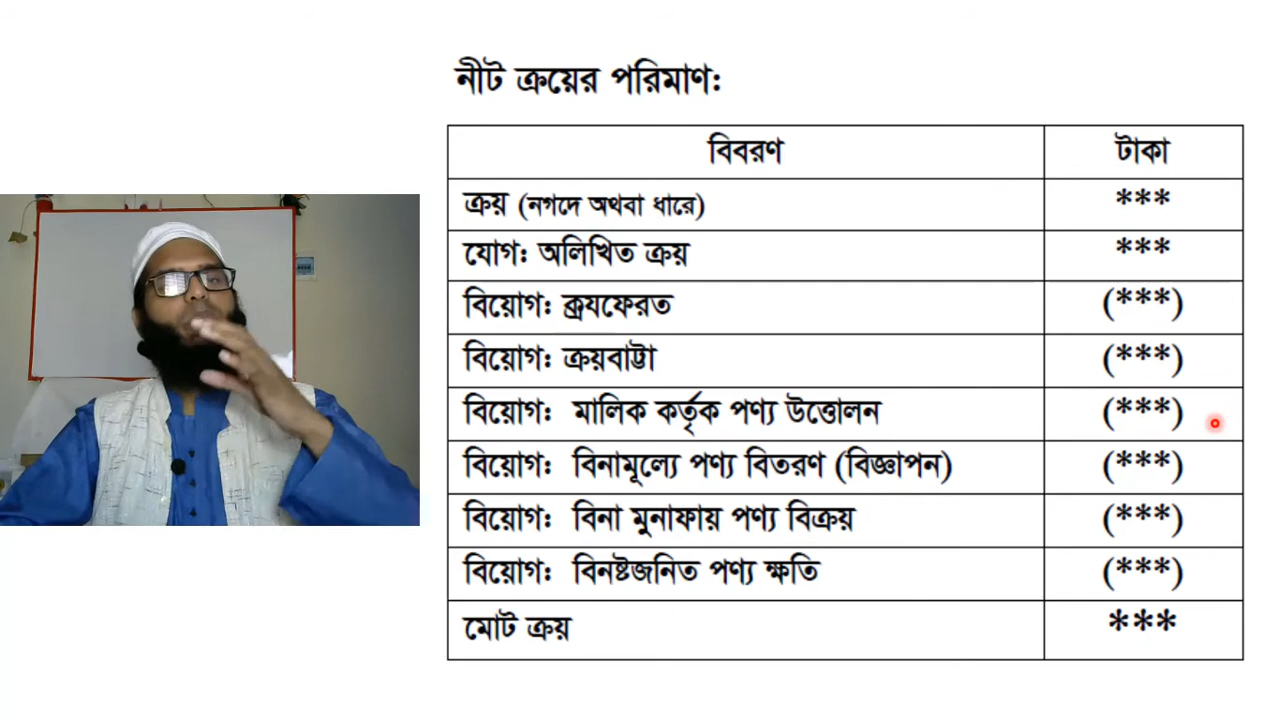 নীট ক্রয়ের পরিমাণ:
বিবরণ টাকা
ক্রয় (নগদে অথবা ধারে) ***
যোগ: অলিখিত ক্রয় ***
বিয়োগ: ক্র্রযফেরত (***)
বিয়োগ: ক্রয়বাট্টা (***)
বিয়োগ: মালিক কর্তৃক পণ্য উত্তোলন (***)
বিয়োগ: বিনামূল্যে পণ্য বিতরণ (বিজ্ঞাপন) (***)
বিয়োগ: বিনা মুনাফায় পণ্য বিক্রয় (***)
বিয়োগ: বিনষ্টজনিত পণ্য ক্ষতি (***)
মোট ক্রয় ***